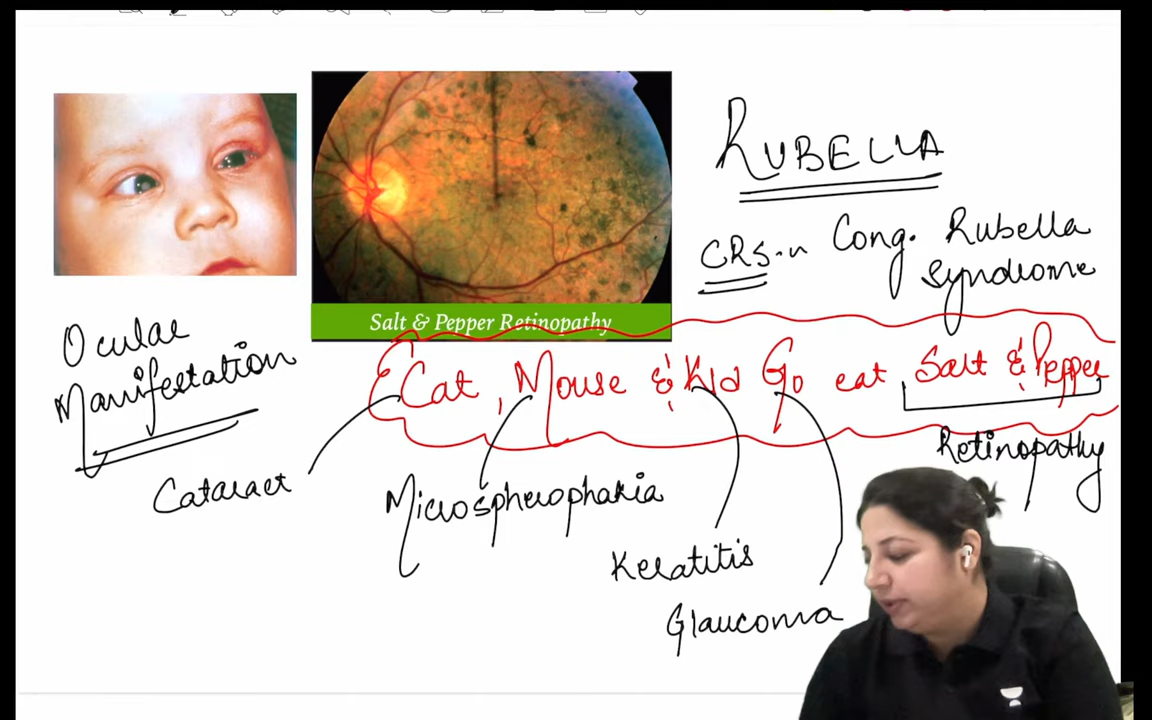 RUBELLA
CRS-n Cong. Rubella
Syndrome
Salt & Pepper Retinopathy
Ocular
Manifestation
Cat, Mouse & Kid Go eat Salt & Pepper
Retinopathy
Cataract
Microspherophakia
Keratitis
Glaucoma